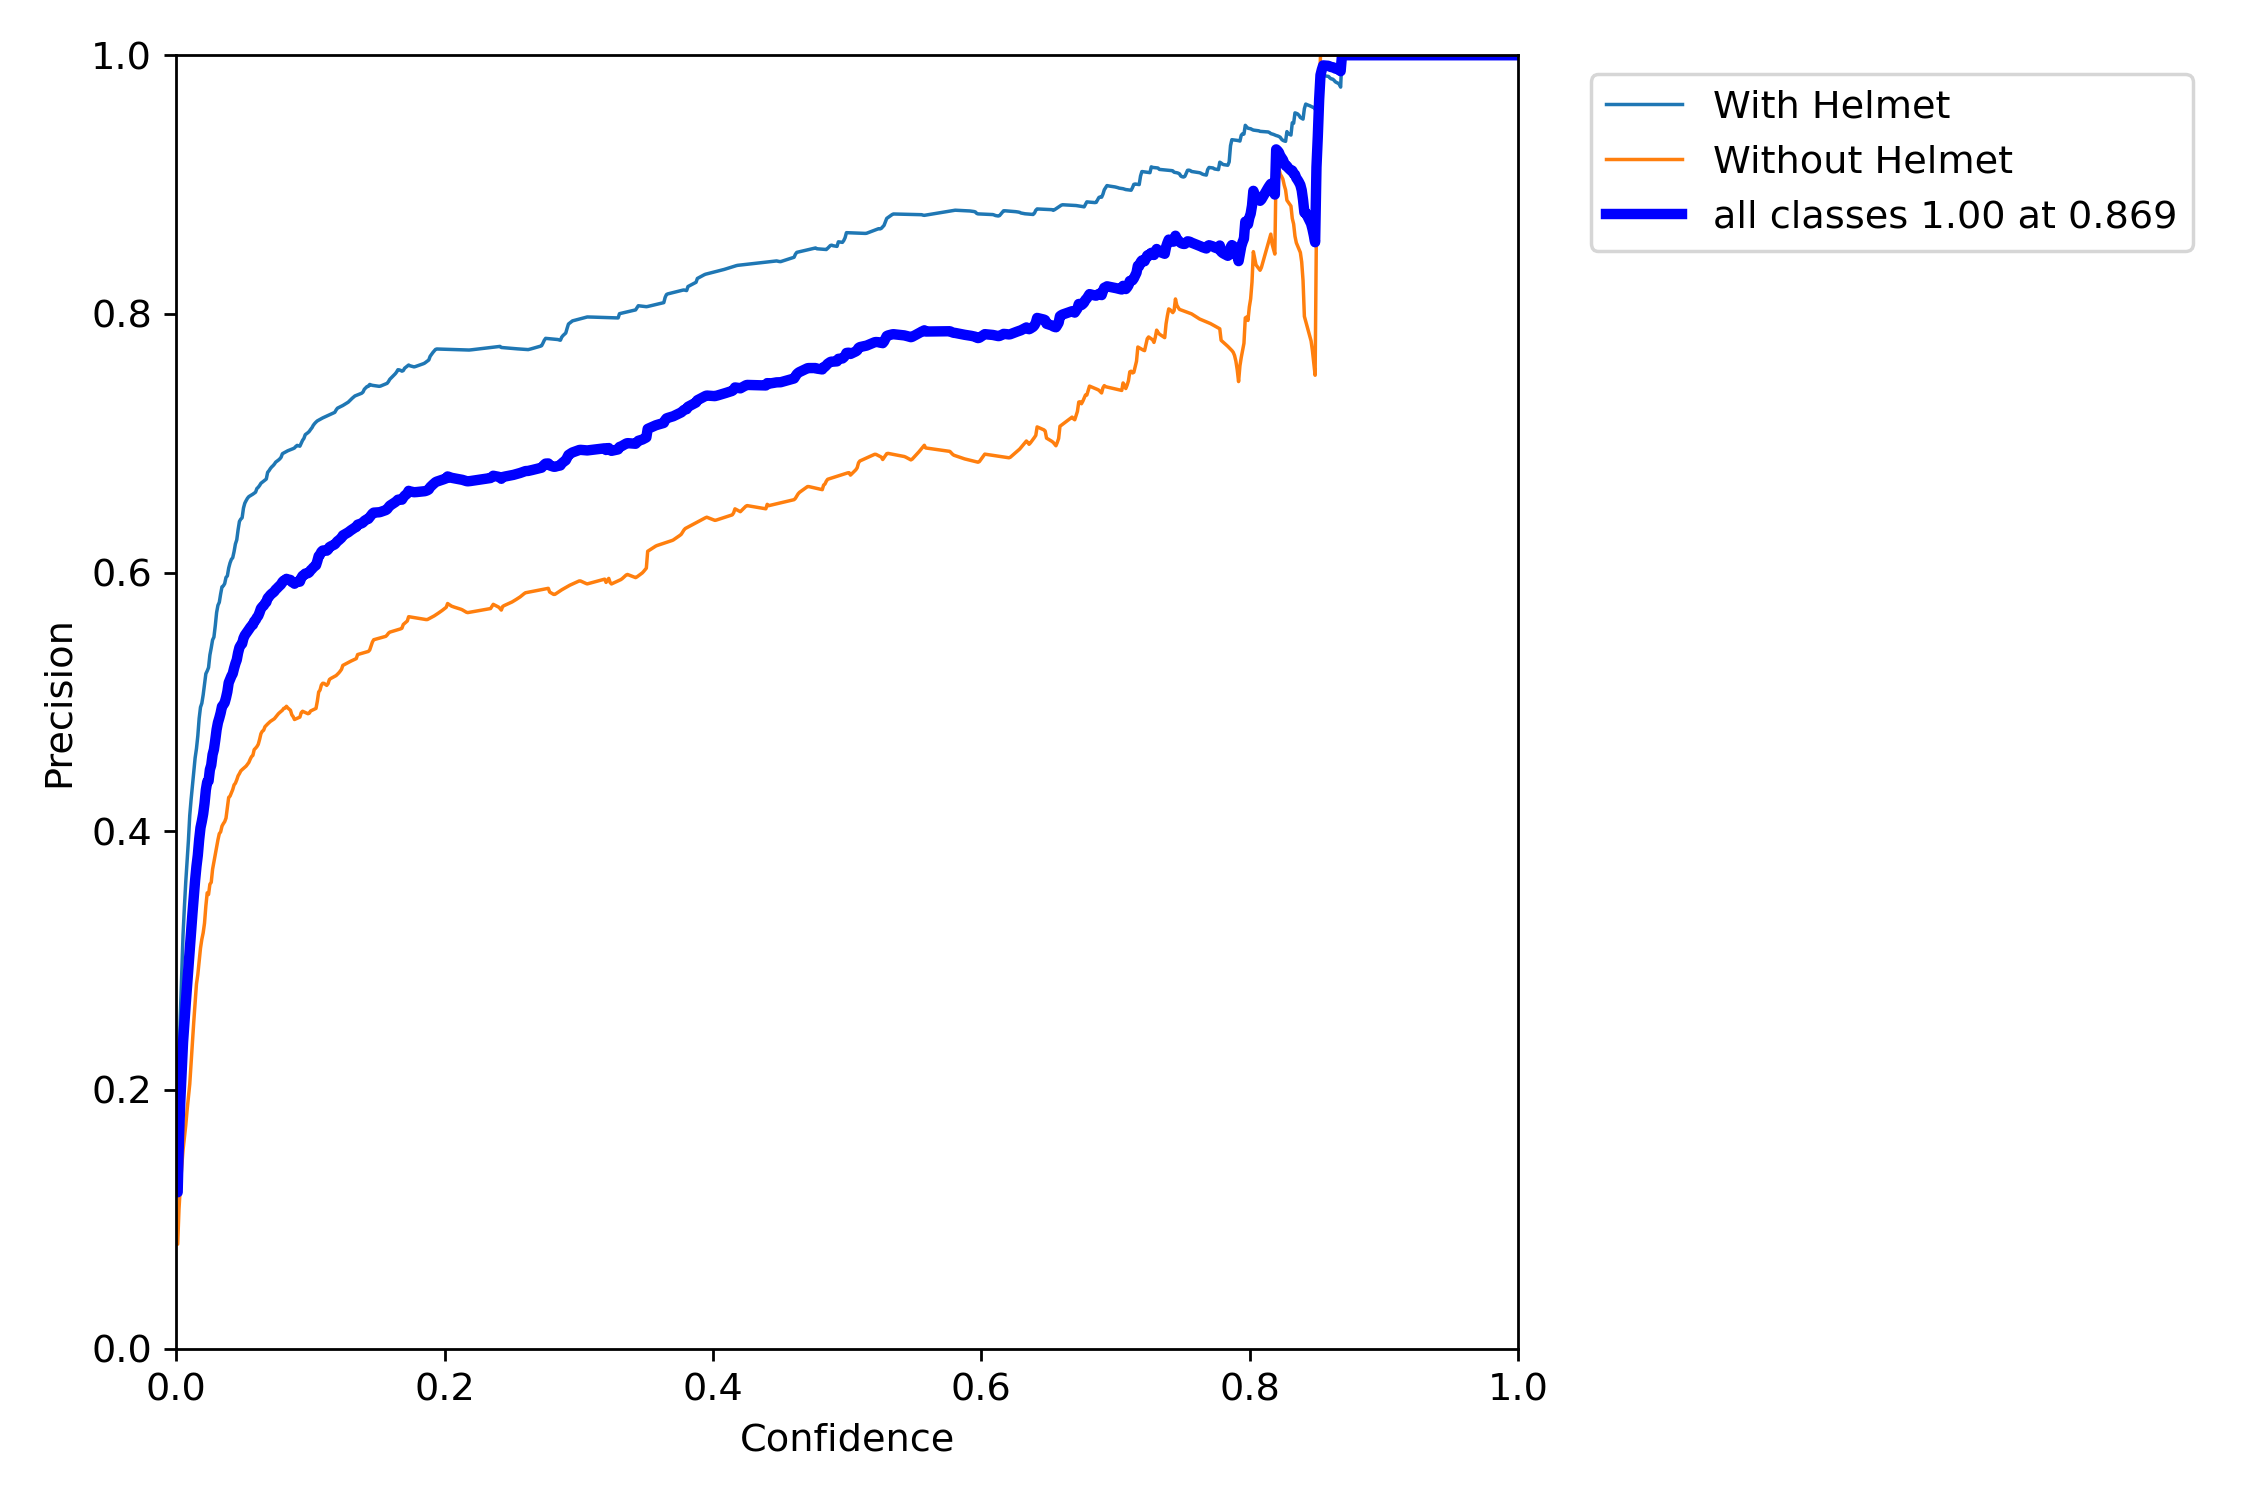 1.0
0.8
0.6
0.4
0.2
0.0
Precision
0.0 0.2 0.4 0.6 0.8 1.0
Confidence
With Helmet
Without Helmet
all classes 1.00 at 0.869